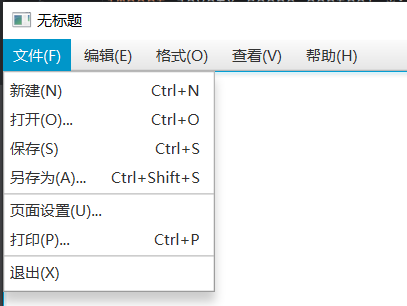 无标题
文件(F) 编辑(E) 格式(O) 查看(V) 帮助(H)
新建(N) Ctrl+N
打开(O)... Ctrl+O
保存(S) Ctrl+S
另存为(A)... Ctrl+Shift+S
页面设置(U)...
打印(P)... Ctrl+P
退出(X)